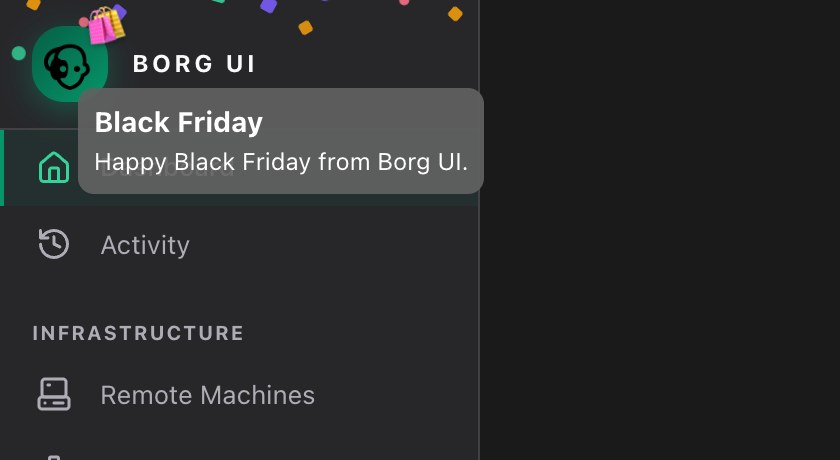 BORG UI
Black Friday
Happy Black Friday from Borg UI.
Activity
INFRASTRUCTURE
Remote Machines